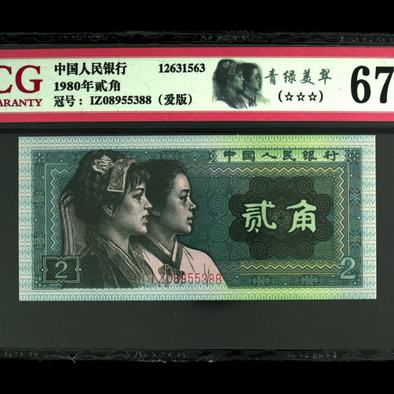 CG
ARANTY
中国人民银行 12631563
1980年贰角
冠号：IZ08955388（爱版）
青绿美翠
(☆☆☆)
67
中国人民银行
贰角
IZ08955388
2
2